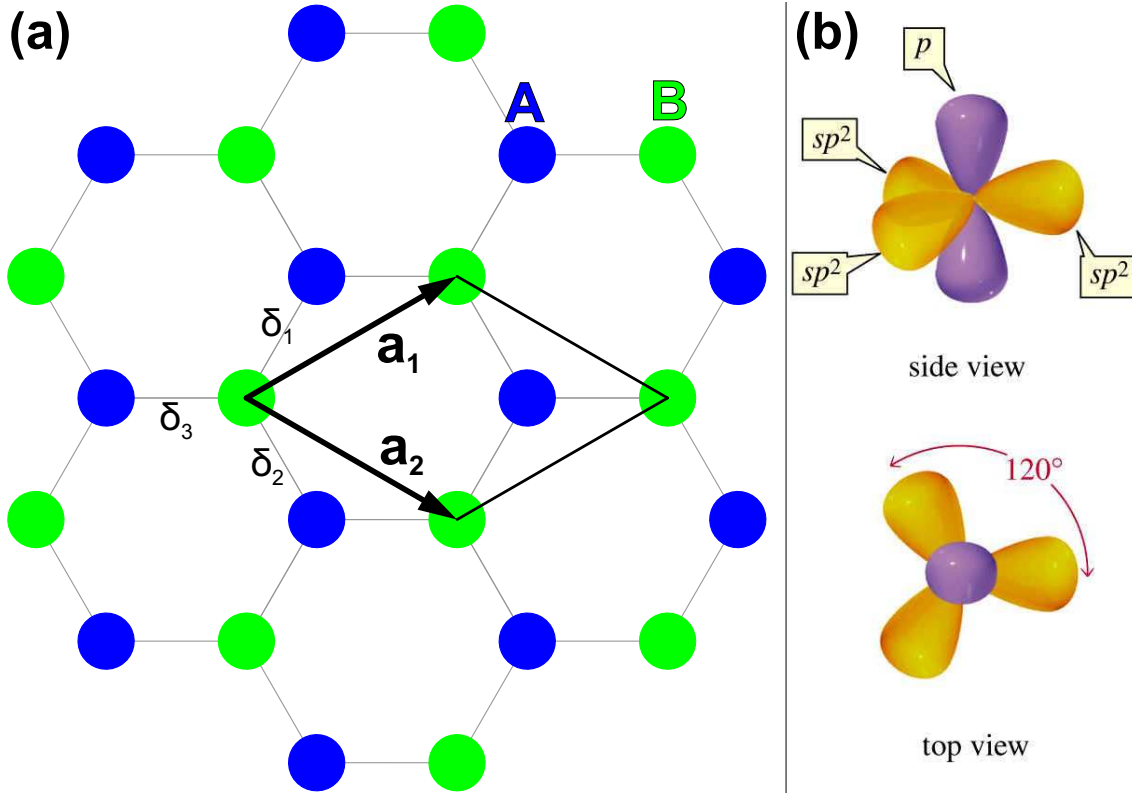 (a)
A
B
δ₁
a₁
δ₃
a₂
δ₂
(b)
p
sp²
sp²
sp²
side view
120°
top view